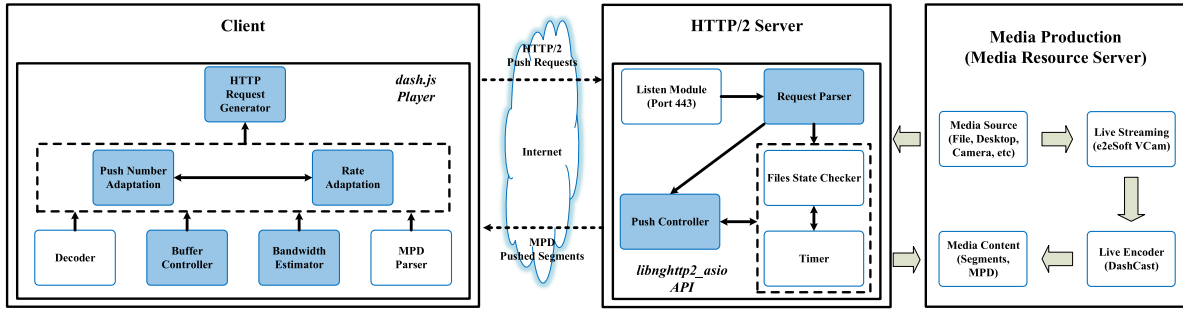 Client
dash.js
Player
HTTP
Request
Generator
Push Number
Adaptation
Rate
Adaptation
Decoder
Buffer
Controller
Bandwidth
Estimator
MPD
Parser
HTTP/2
Push Requests
Internet
MPD
Pushed Segments
HTTP/2 Server
Listen Module
(Port 443)
Request Parser
Files State Checker
Push Controller
Timer
libnghttp2_asio
API
Media Production
(Media Resource Server)
Media Source
(File, Desktop,
Camera, etc)
Live Streaming
(e2eSoft VCam)
Media Content
(Segments,
MPD)
Live Encoder
(DashCast)